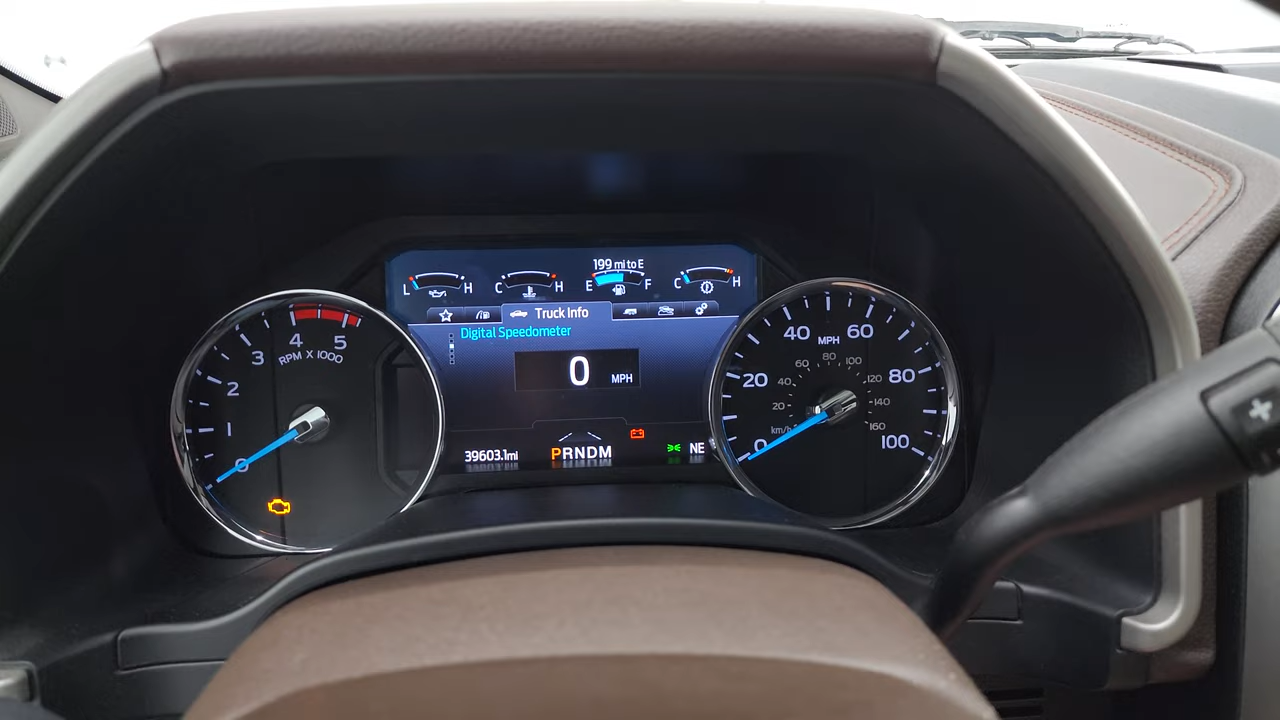 199 mi to E
L H C H E F C H
Truck Info
Digital Speedometer
0 MPH
39603.1mi
PRNDM
NE
0 1 2 3 4 5
RPM X 1000
0 20 40 60 80 100
MPH
20 40 60 80 100 120 140 160
km/h
+